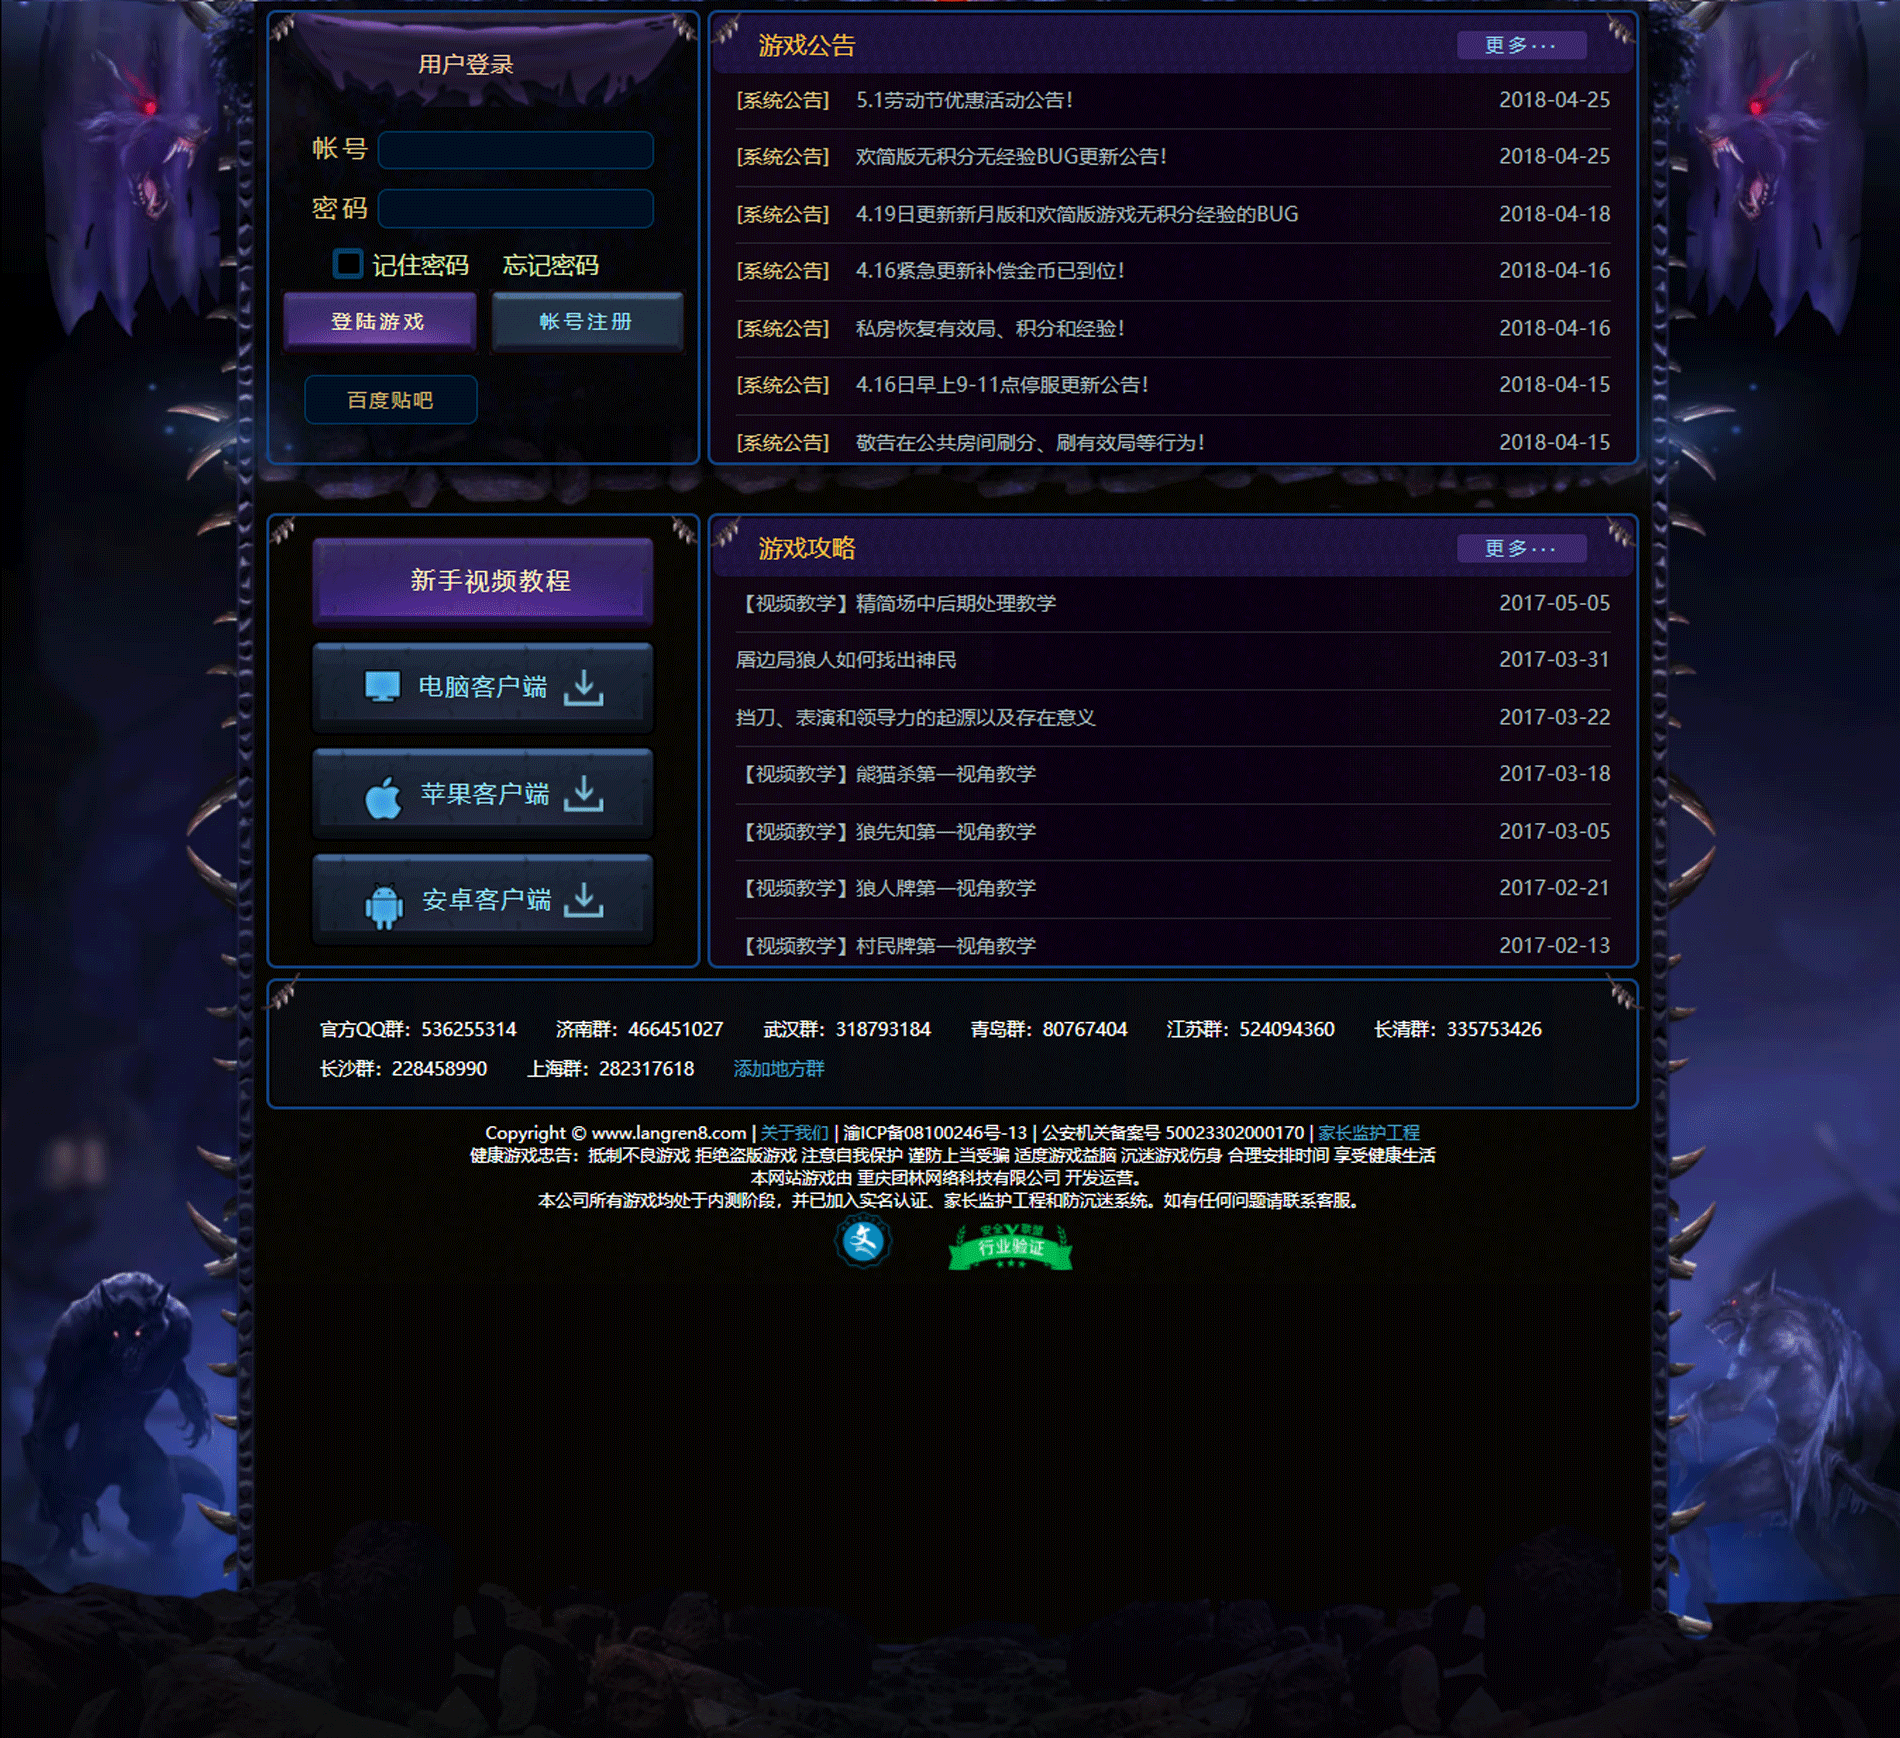 用户登录
帐号
密码
记住密码 忘记密码
登陆游戏 帐号注册
百度贴吧
游戏公告 更多···
[系统公告] 5.1劳动节优惠活动公告！ 2018-04-25
[系统公告] 欢简版无积分无经验BUG更新公告！ 2018-04-25
[系统公告] 4.19日更新新月版和欢简版游戏无积分经验的BUG 2018-04-18
[系统公告] 4.16紧急更新补偿金币已到位！ 2018-04-16
[系统公告] 私房恢复有效局、积分和经验！ 2018-04-16
[系统公告] 4.16日早上9-11点停服更新公告！ 2018-04-15
[系统公告] 敬告在公共房间刷分、刷有效局等行为！ 2018-04-15
新手视频教程
电脑客户端
苹果客户端
安卓客户端
游戏攻略 更多···
【视频教学】精简场中后期处理教学 2017-05-05
屠边局狼人如何找出神民 2017-03-31
挡刀、表演和领导力的起源以及存在意义 2017-03-22
【视频教学】熊猫杀第一视角教学 2017-03-18
【视频教学】狼先知第一视角教学 2017-03-05
【视频教学】狼人牌第一视角教学 2017-02-21
【视频教学】村民牌第一视角教学 2017-02-13
官方QQ群：536255314 济南群：466451027 武汉群：318793184 青岛群：80767404 江苏群：524094360 长清群：335753426
长沙群：228458990 上海群：282317618 添加地方群
Copyright © www.langren8.com | 关于我们 | 渝ICP备08100246号-13 | 公安机关备案号 50023302000170 | 家长监护工程
健康游戏忠告：抵制不良游戏 拒绝盗版游戏 注意自我保护 谨防上当受骗 适度游戏益脑 沉迷游戏伤身 合理安排时间 享受健康生活
本网站游戏由 重庆团林网络科技有限公司 开发运营。
本公司所有游戏均处于内测阶段，并已加入实名认证、家长监护工程和防沉迷系统。如有任何问题请联系客服。
安全联盟
行业验证